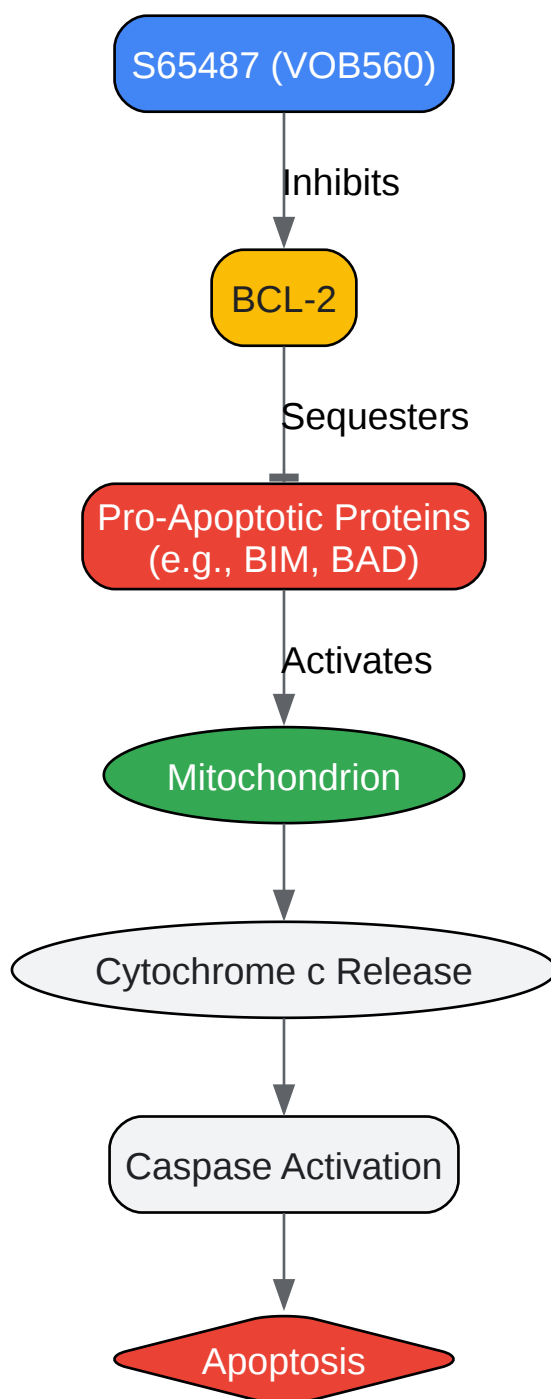 S65487 (VOB560)
Inhibits
BCL-2
Sequesters
Pro-Apoptotic Proteins
(e.g., BIM, BAD)
Activates
Mitochondrion
Cytochrome c Release
Caspase Activation
Apoptosis